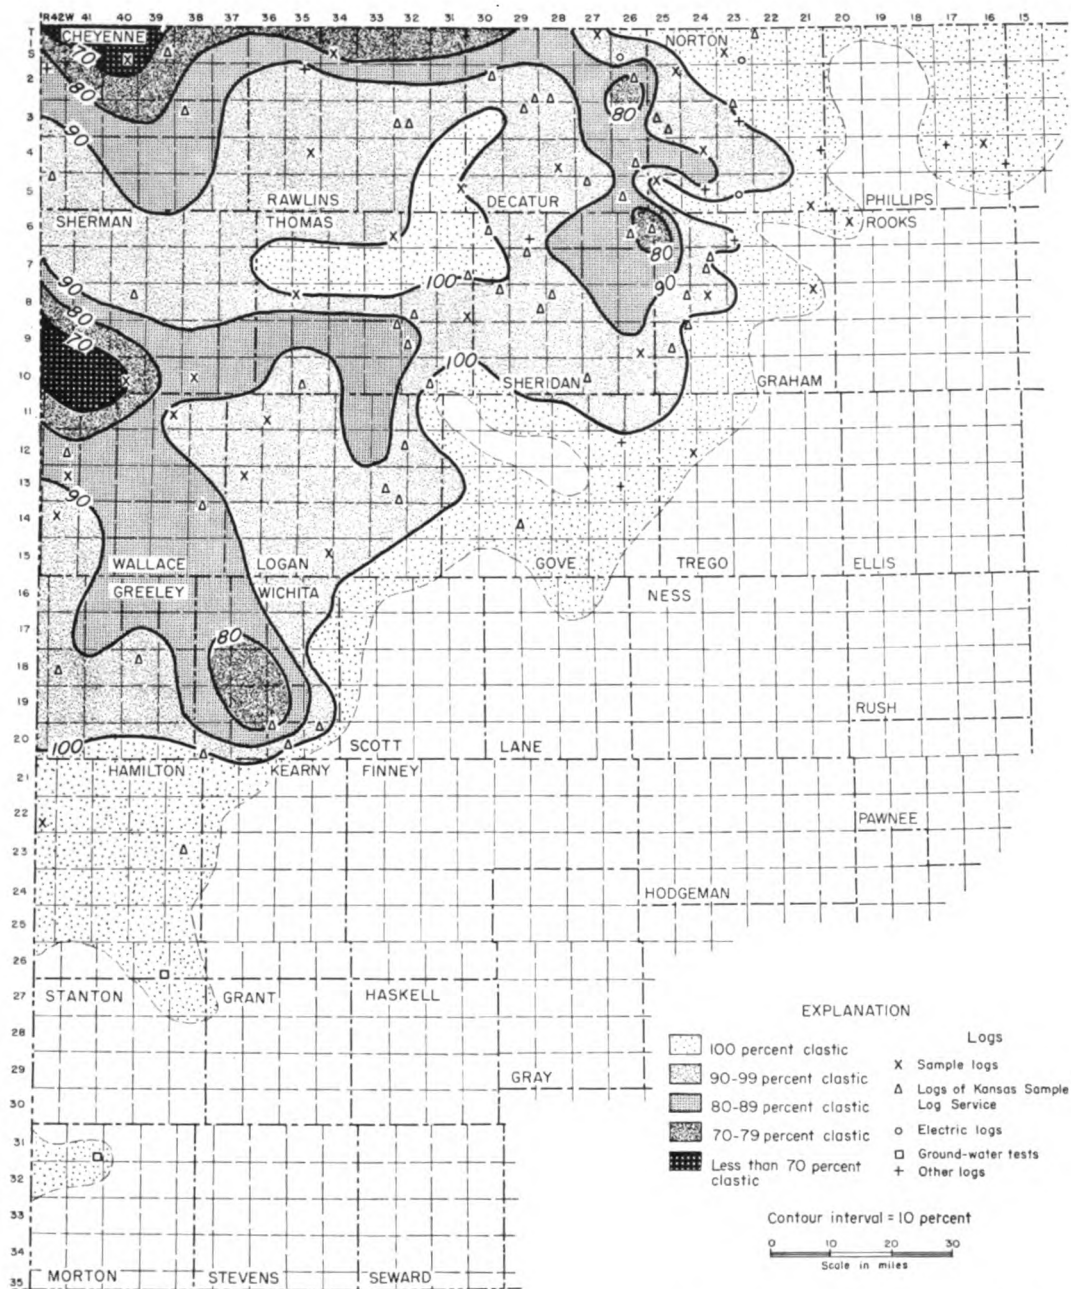 R42W 41 40 39 38 37 36 35 34 33 32 31 30 29 28 27 26 25 24 23 22 21 20 19 18 17 16 15
T
1
S
CHEYENNE
NORTON
70
2
80
80
3
90
4
5
RAWLINS
DECATUR
PHILLIPS
SHERMAN
THOMAS
ROOKS
6
7
80
90
100
90
8
80
9
70
100
10
SHERIDAN
GRAHAM
11
12
13
90
14
15
WALLACE
LOGAN
GOVE
TREGO
ELLIS
GREELEY
WICHITA
NESS
16
17
80
18
19
RUSH
20
100
SCOTT
LANE
HAMILTON
KEARNY
FINNEY
21
22
PAWNEE
23
24
HODGEMAN
25
26
27
STANTON
GRANT
HASKELL
28
29
GRAY
30
31
32
33
34
35
MORTON
STEVENS
SEWARD
EXPLANATION
100 percent clastic
90-99 percent clastic
80-89 percent clastic
70-79 percent clastic
Less than 70 percent
clastic
Logs
x Sample logs
Δ Logs of Kansas Sample
Log Service
o Electric logs
□ Ground-water tests
+ Other logs
Contour interval = 10 percent
0 10 20 30
Scale in miles